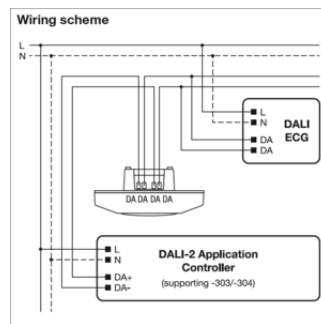 Wiring scheme
L
N
L
N
DALI
ECG
DA
DA
DA DA DA DA
L
N
DALI-2 Application
Controller
(supporting -303/-304)
DA+
DA-